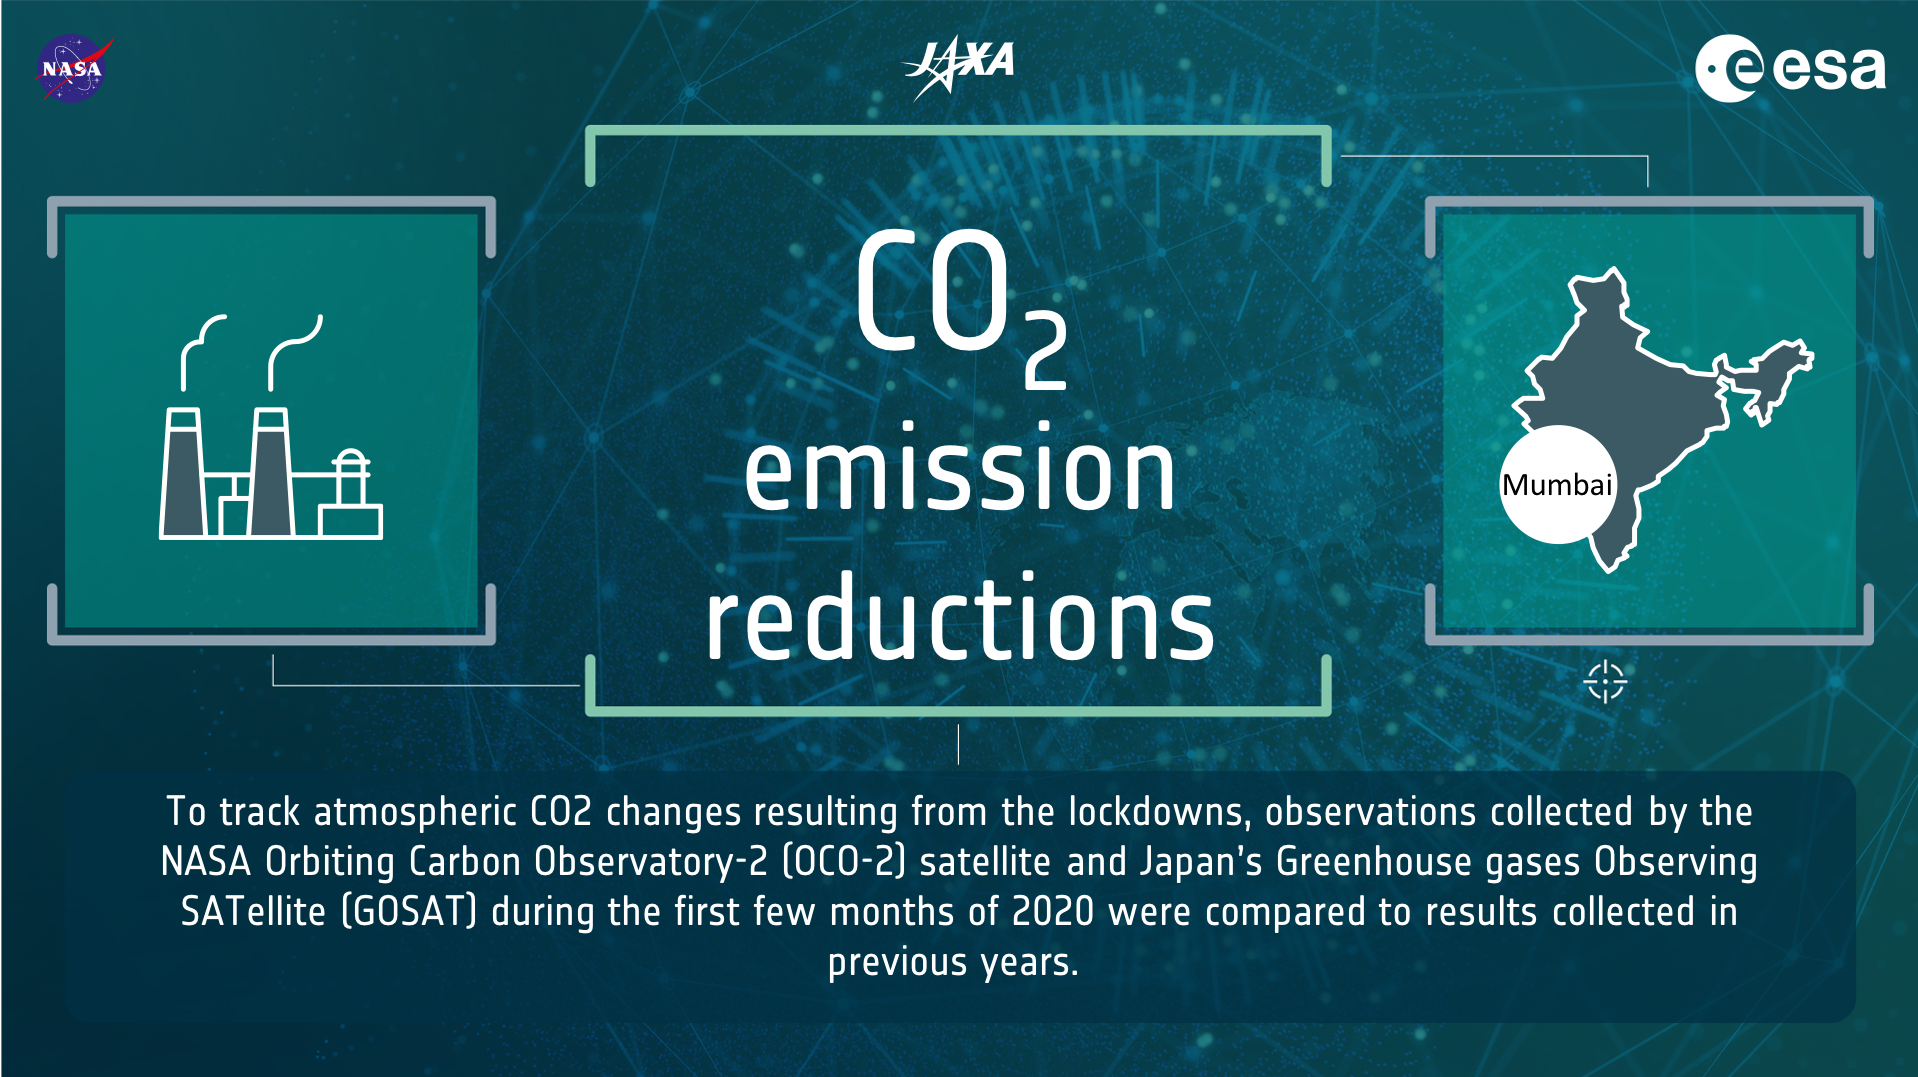 NASA
JAXA
esa
CO₂
emission
reductions
Mumbai
To track atmospheric CO2 changes resulting from the lockdowns, observations collected by the
NASA Orbiting Carbon Observatory-2 (OCO-2) satellite and Japan’s Greenhouse gases Observing
SATellite (GOSAT) during the first few months of 2020 were compared to results collected in
previous years.